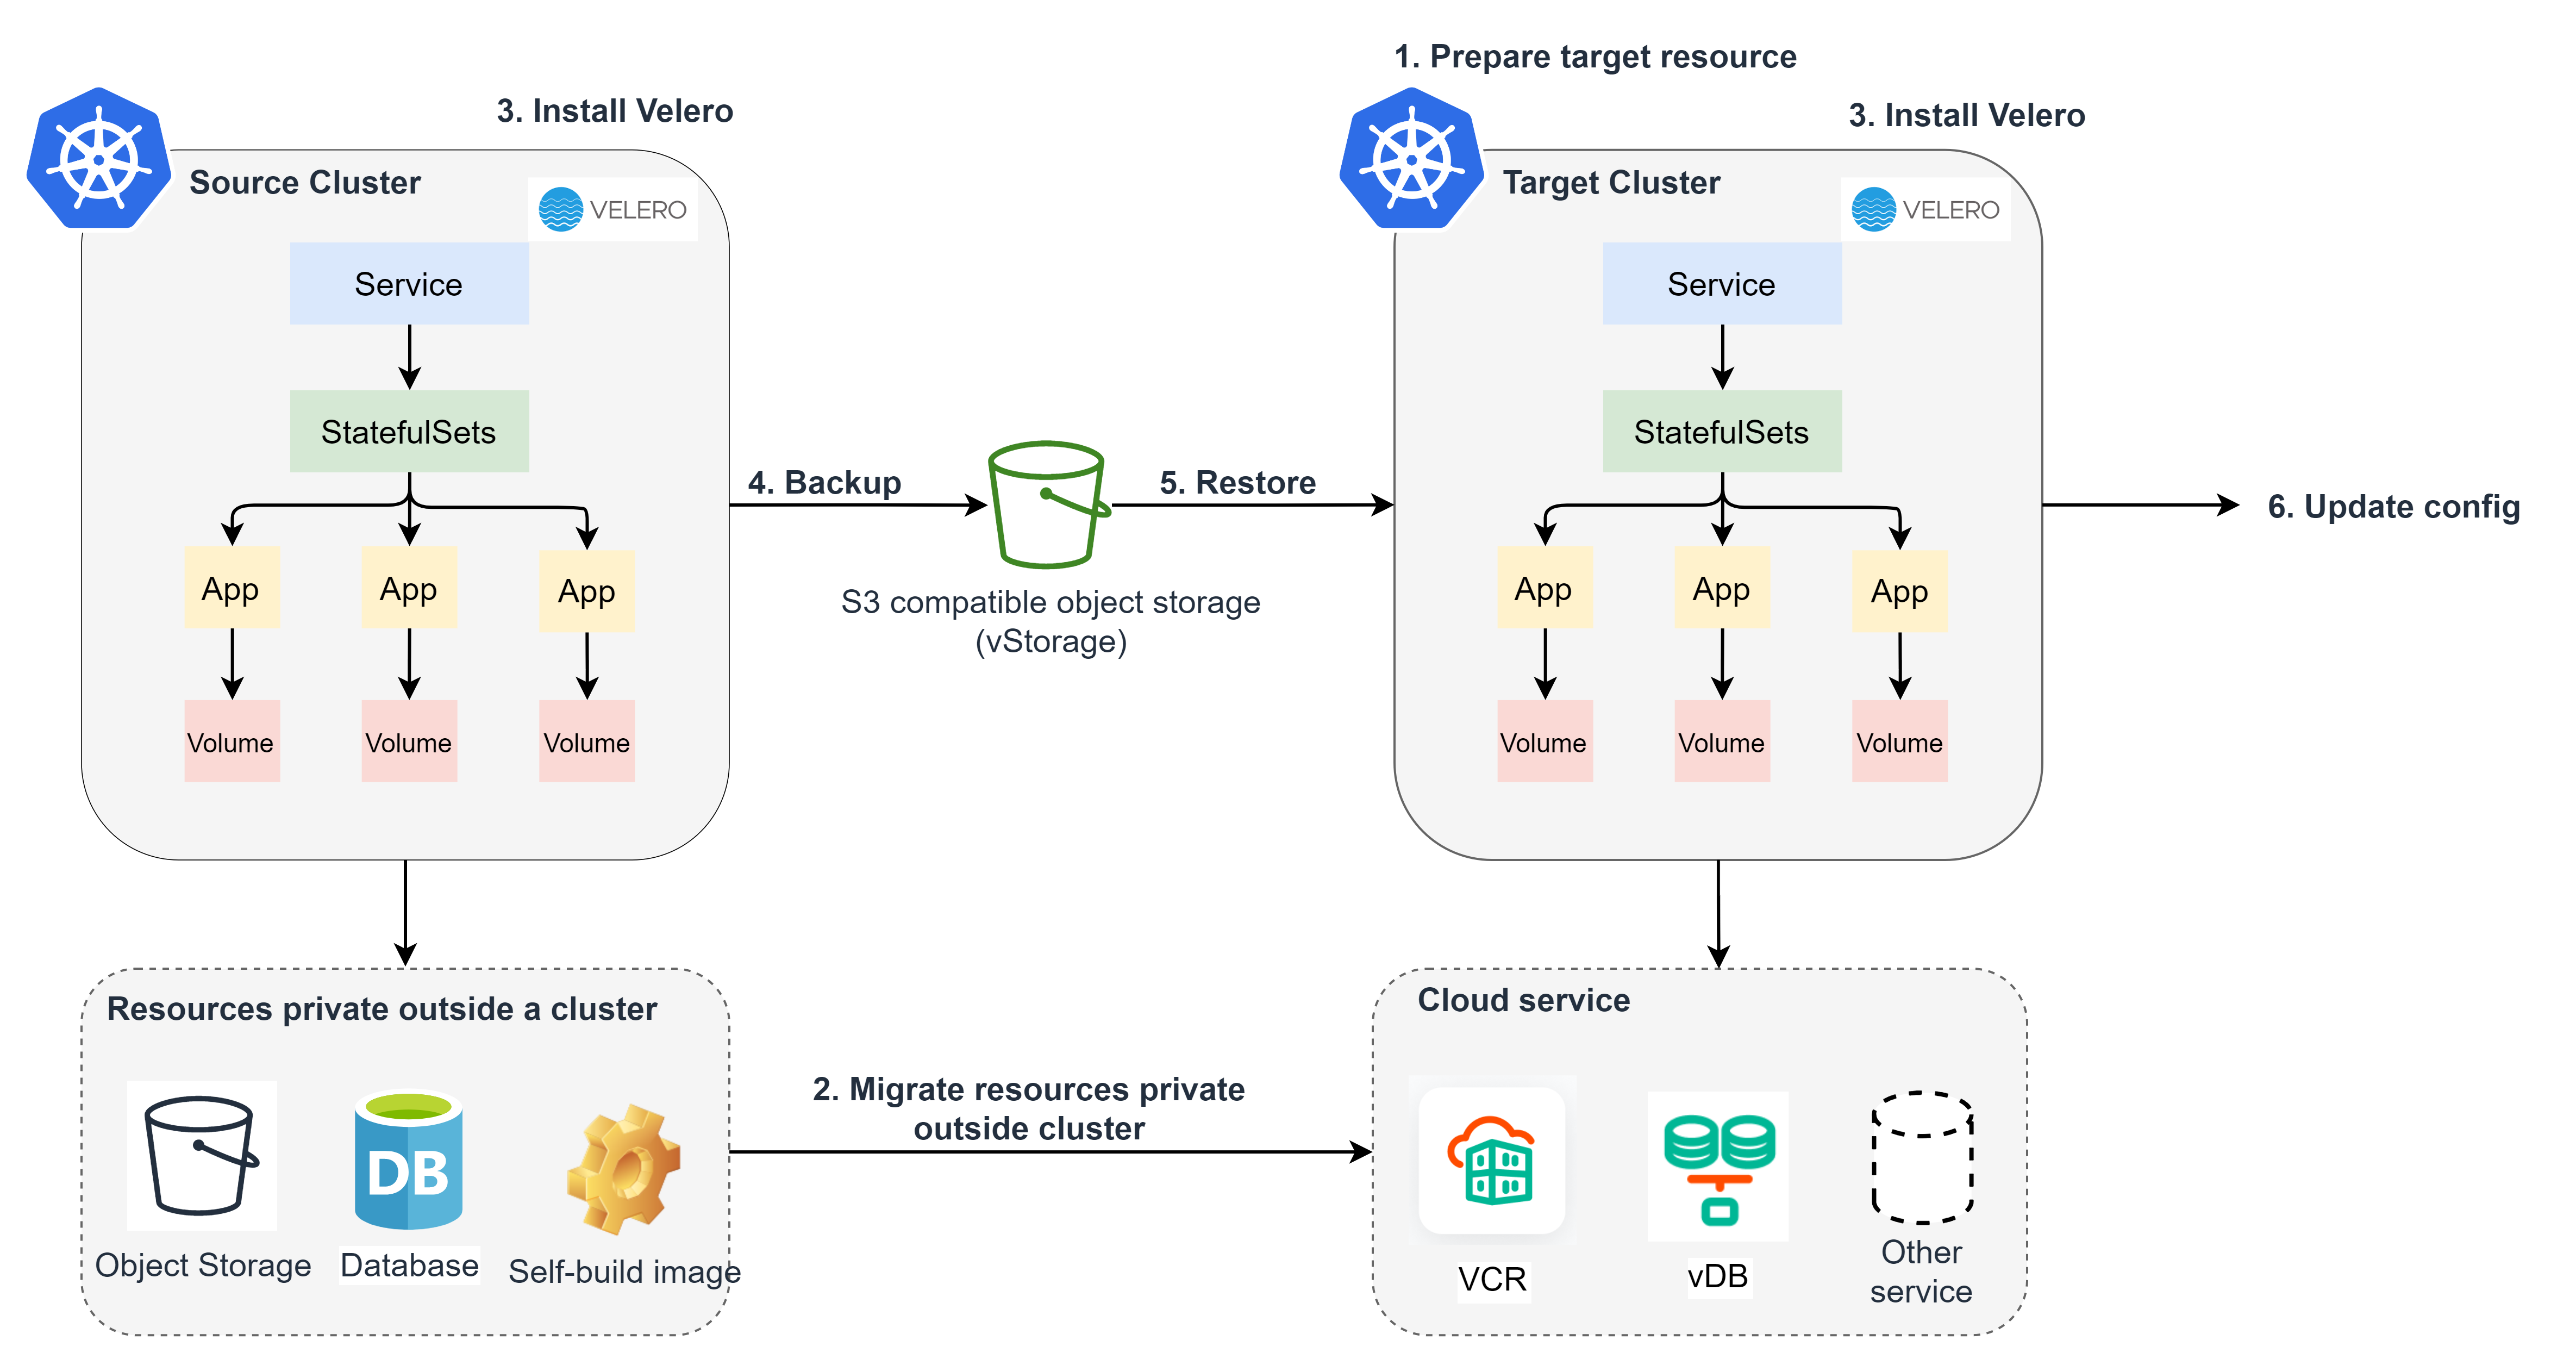 1. Prepare target resource
3. Install Velero
3. Install Velero
Source Cluster
VELERO
Service
StatefulSets
App
App
App
Volume
Volume
Volume
4. Backup
S3 compatible object storage
(vStorage)
5. Restore
Target Cluster
VELERO
Service
StatefulSets
App
App
App
Volume
Volume
Volume
6. Update config
Resources private outside a cluster
DB
Object Storage
Database
Self-build image
2. Migrate resources private
outside cluster
Cloud service
VCR
vDB
Other
service